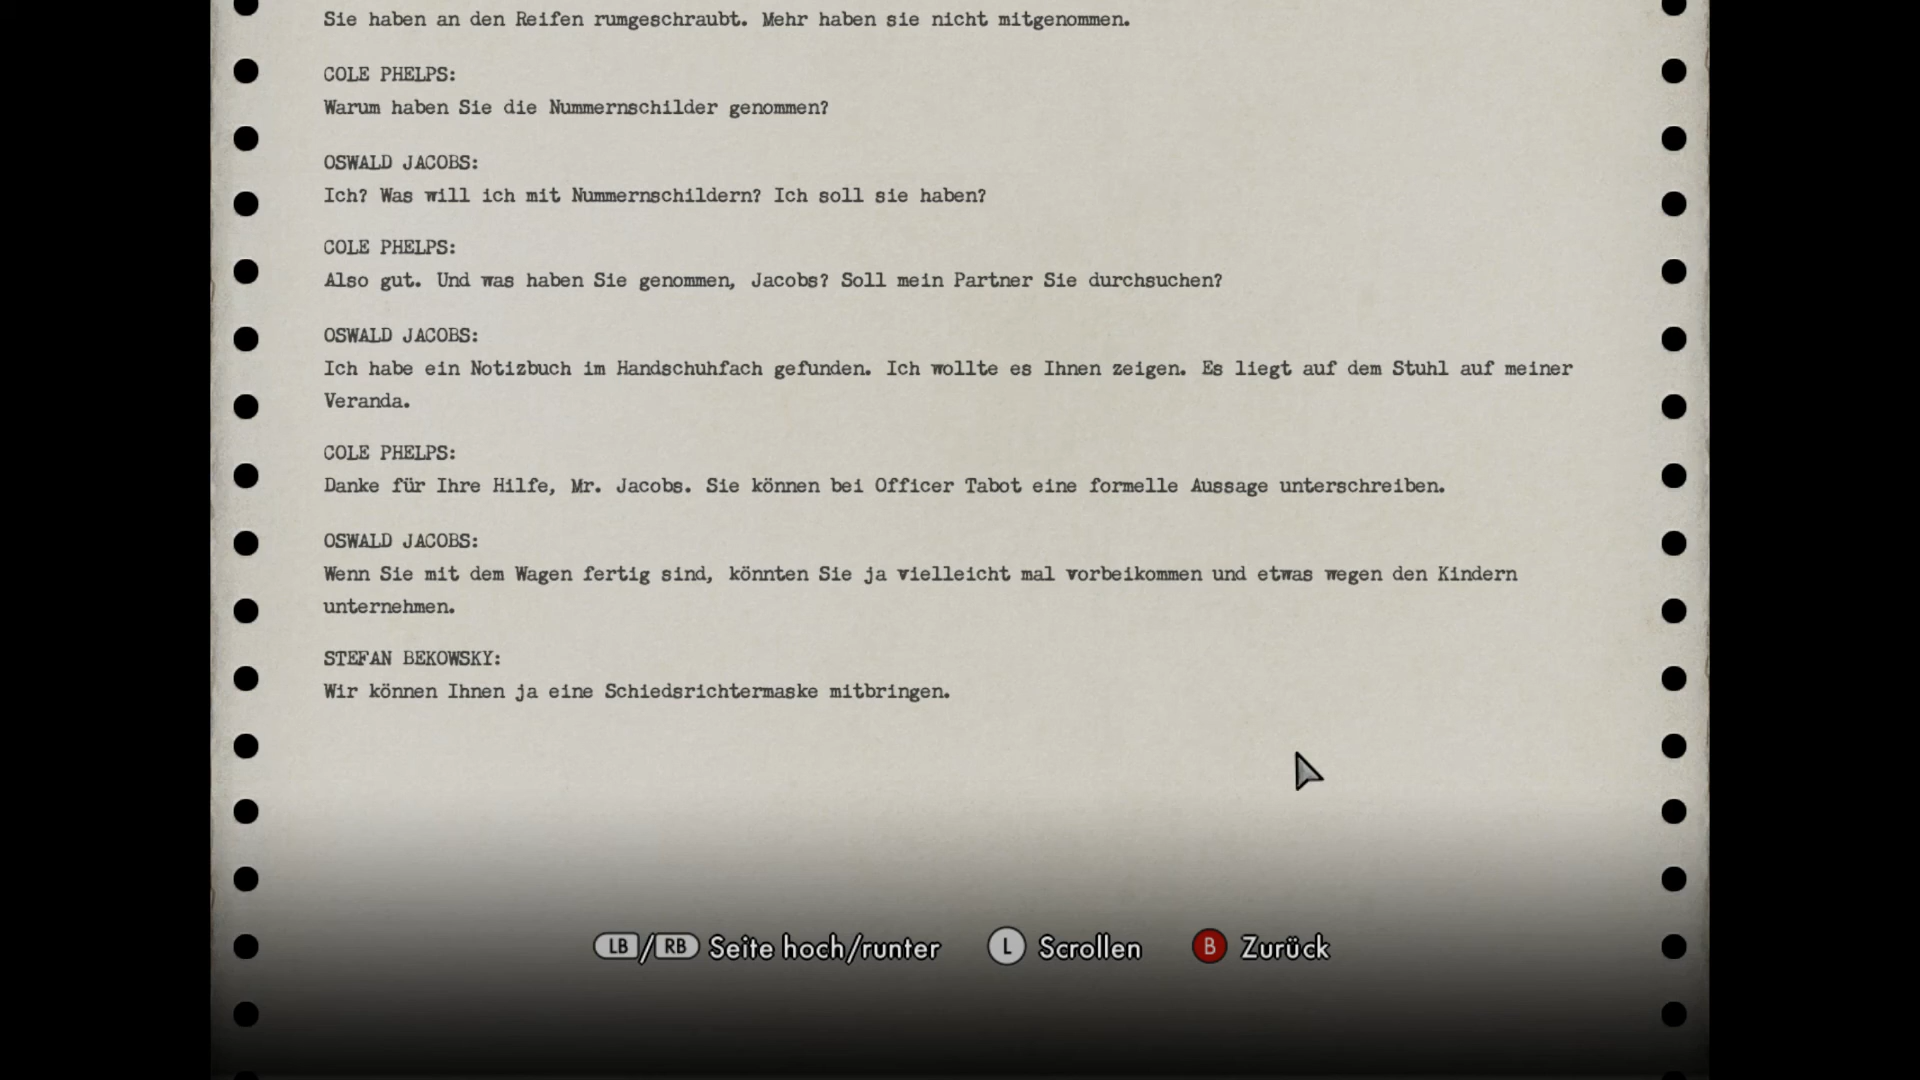 Sie haben an den Reifen rumgeschraubt. Mehr haben sie nicht mitgenommen.
COLE PHELPS:
Warum haben Sie die Nummernschilder genommen?
OSWALD JACOBS:
Ich? Was will ich mit Nummernschildern? Ich soll sie haben?
COLE PHELPS:
Also gut. Und was haben Sie genommen, Jacobs? Soll mein Partner Sie durchsuchen?
OSWALD JACOBS:
Ich habe ein Notizbuch im Handschuhfach gefunden. Ich wollte es Ihnen zeigen. Es liegt auf dem Stuhl auf meiner
Veranda.
COLE PHELPS:
Danke für Ihre Hilfe, Mr. Jacobs. Sie können bei Officer Tabot eine formelle Aussage unterschreiben.
OSWALD JACOBS:
Wenn Sie mit dem Wagen fertig sind, könnten Sie ja vielleicht mal vorbeikommen und etwas wegen den Kindern
unternehmen.
STEFAN BEKOWSKY:
Wir können Ihnen ja eine Schiedsrichtermaske mitbringen.
LB/RB Seite hoch/runter L Scrollen B Zurück